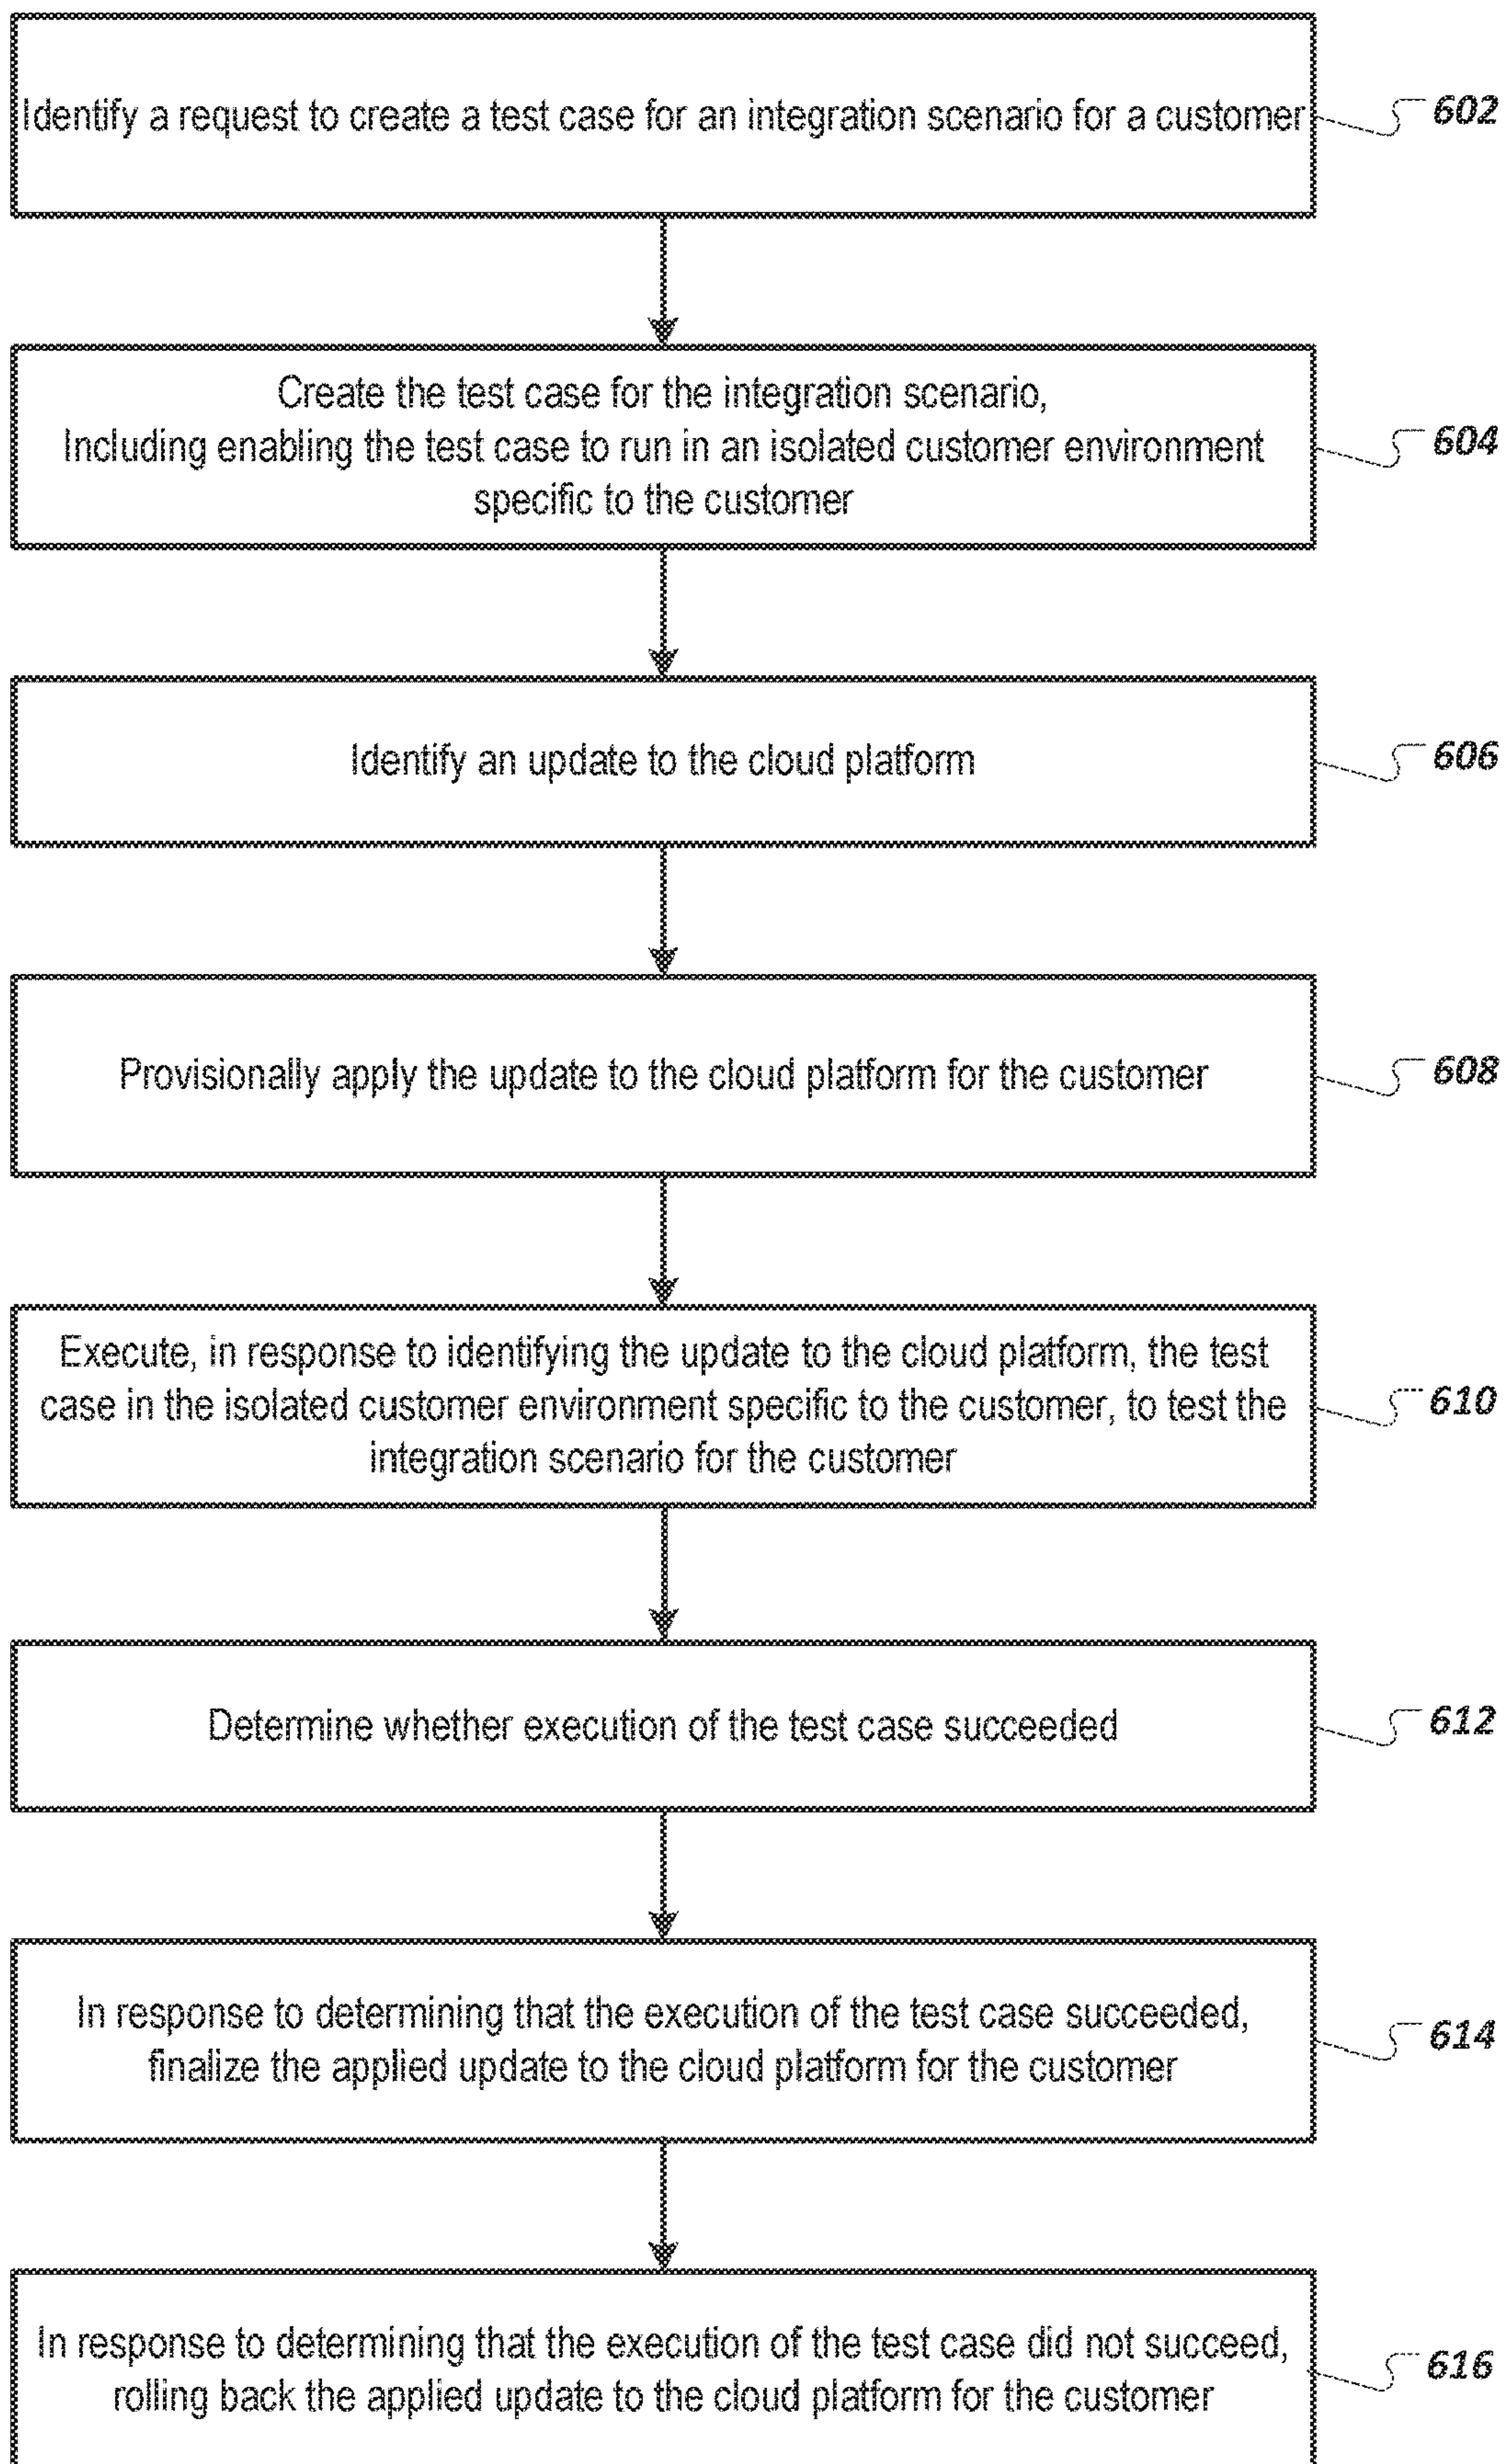 Identify a request to create a test case for an integration scenario for a customer
602
Create the test case for the integration scenario,
Including enabling the test case to run in an isolated customer environment
specific to the customer
604
Identify an update to the cloud platform
606
Provisionally apply the update to the cloud platform for the customer
608
Execute, in response to identifying the update to the cloud platform, the test
case in the isolated customer environment specific to the customer, to test the
integration scenario for the customer
610
Determine whether execution of the test case succeeded
612
In response to determining that the execution of the test case succeeded,
finalize the applied update to the cloud platform for the customer
614
In response to determining that the execution of the test case did not succeed,
rolling back the applied update to the cloud platform for the customer
616